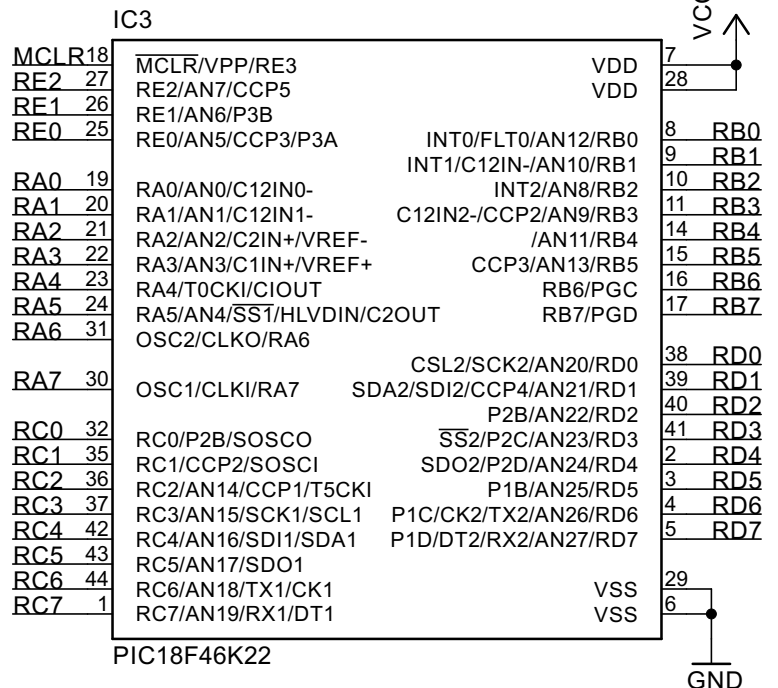 IC3
VCC
MCLR 18 MCLR/VPP/RE3 VDD 7
RE2 27 RE2/AN7/CCP5 VDD 28
RE1 26 RE1/AN6/P3B
RE0 25 RE0/AN5/CCP3/P3A INT0/FLT0/AN12/RB0 8 RB0
INT1/C12IN-/AN10/RB1 9 RB1
RA0 19 RA0/AN0/C12IN0- INT2/AN8/RB2 10 RB2
RA1 20 RA1/AN1/C12IN1- C12IN2-/CCP2/AN9/RB3 11 RB3
RA2 21 RA2/AN2/C2IN+/VREF- /AN11/RB4 14 RB4
RA3 22 RA3/AN3/C1IN+/VREF+ CCP3/AN13/RB5 15 RB5
RA4 23 RA4/T0CKI/CIOUT RB6/PGC 16 RB6
RA5 24 RA5/AN4/SS1/HLVDIN/C2OUT RB7/PGD 17 RB7
RA6 31 OSC2/CLKO/RA6
CSL2/SCK2/AN20/RD0 38 RD0
RA7 30 OSC1/CLKI/RA7 SDA2/SDI2/CCP4/AN21/RD1 39 RD1
P2B/AN22/RD2 40 RD2
RC0 32 RC0/P2B/SOSCO SS2/P2C/AN23/RD3 41 RD3
RC1 35 RC1/CCP2/SOSCI SDO2/P2D/AN24/RD4 2 RD4
RC2 36 RC2/AN14/CCP1/T5CKI P1B/AN25/RD5 3 RD5
RC3 37 RC3/AN15/SCK1/SCL1 P1C/CK2/TX2/AN26/RD6 4 RD6
RC4 42 RC4/AN16/SDI1/SDA1 P1D/DT2/RX2/AN27/RD7 5 RD7
RC5 43 RC5/AN17/SDO1
RC6 44 RC6/AN18/TX1/CK1 VSS 29
RC7 1 RC7/AN19/RX1/DT1 VSS 6
PIC18F46K22
GND